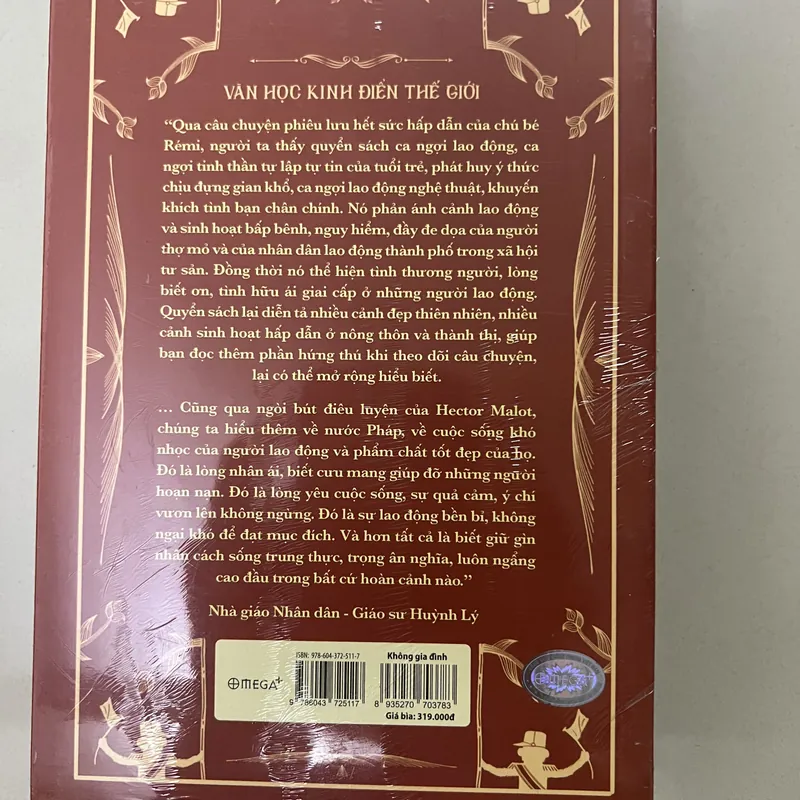 VĂN HỌC KINH ĐIỂN THẾ GIỚI
“Qua câu chuyện phiêu lưu hết sức hấp dẫn của chú bé
Rémi, người ta thấy quyển sách ca ngợi lao động, ca
ngợi tinh thần tự lập tự tin của tuổi trẻ, phát huy ý thức
chịu đựng gian khổ, ca ngợi lao động nghệ thuật, khuyến
khích tình bạn chân chính. Nó phản ánh cảnh lao động
và sinh hoạt bấp bênh, nguy hiểm, đầy đe dọa của người
thợ mỏ và của nhân dân lao động thành phố trong xã hội
tư sản. Đồng thời nó thể hiện tình thương người, lòng
biết ơn, tình hữu ái giai cấp ở những người lao động.
Quyển sách lại diễn tả nhiều cảnh đẹp thiên nhiên, nhiều
cảnh sinh hoạt hấp dẫn ở nông thôn và thành thị, giúp
bạn đọc thêm phần hứng thú khi theo dõi câu chuyện,
lại có thể mở rộng hiểu biết.
… Cũng qua ngòi bút điêu luyện của Hector Malot,
chúng ta hiểu thêm về nước Pháp, về cuộc sống khó
nhọc của người lao động và phẩm chất tốt đẹp của họ.
Đó là lòng nhân ái, biết cưu mang giúp đỡ những người
hoạn nạn. Đó là lòng yêu cuộc sống, sự quả cảm, ý chí
vươn lên không ngừng. Đó là sự lao động bền bỉ, không
ngại khó để đạt mục đích. Và hơn tất cả là biết giữ gìn
nhân cách sống trung thực, trọng ân nghĩa, luôn ngẩng
cao đầu trong bất cứ hoàn cảnh nào.”
Nhà giáo Nhân dân - Giáo sư Huỳnh Lý
ISBN: 978-604-372-511-7
Không gia đình
OMEGA+
9 786043 725117
8 935270 703783
Giá bìa: 319.000đ
OMEGA+